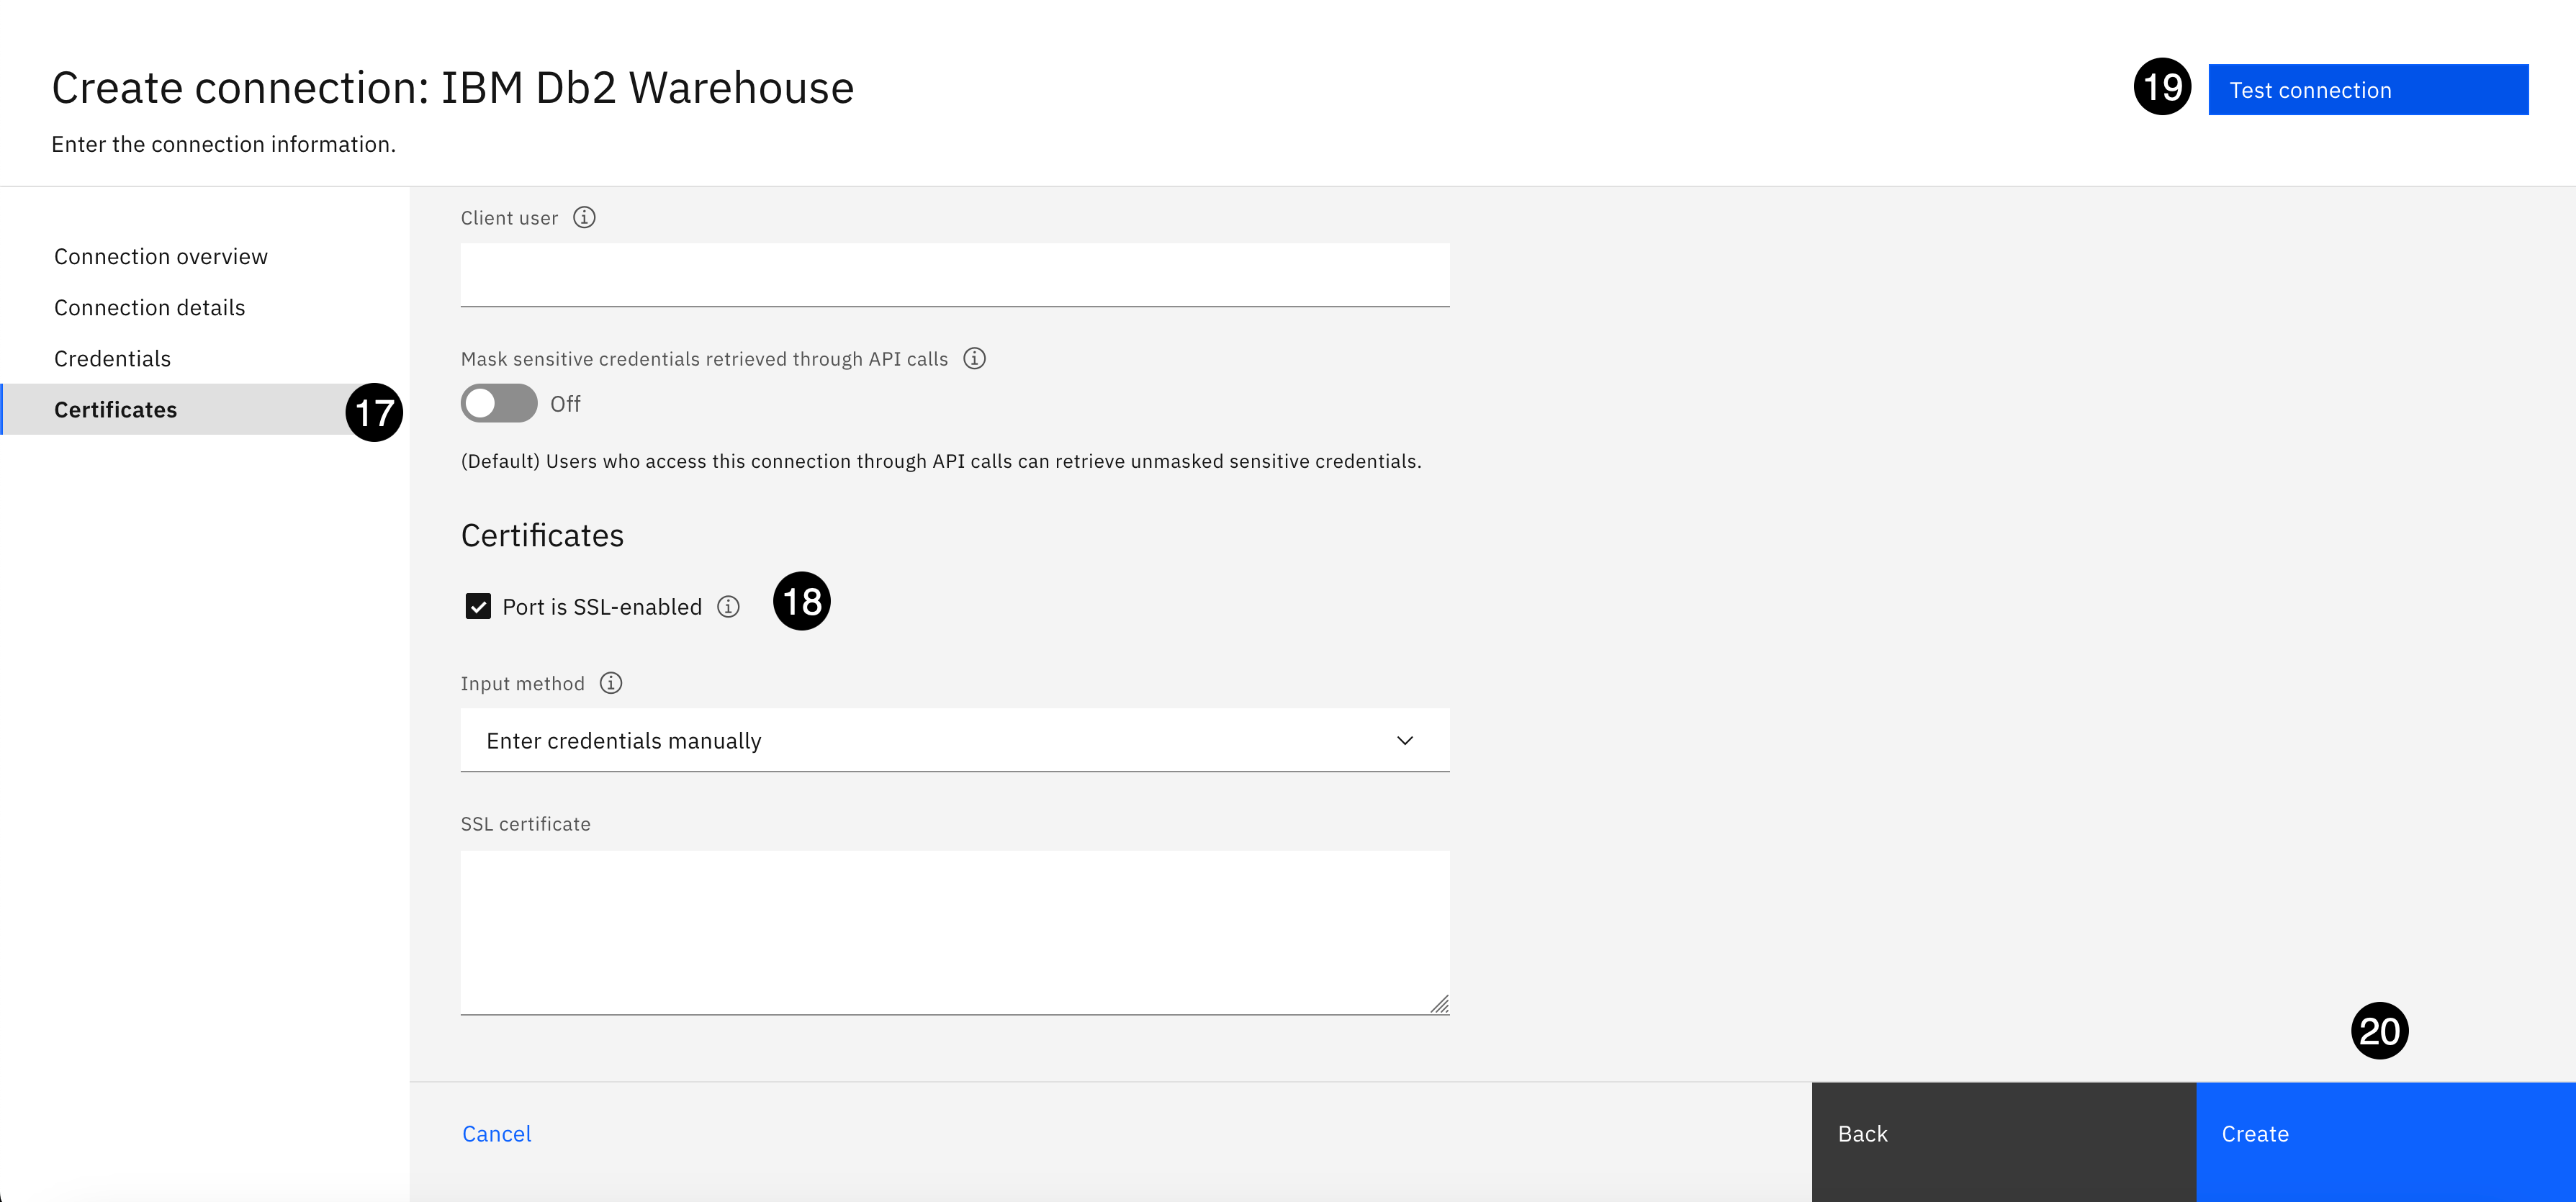 Create connection: IBM Db2 Warehouse
19
Test connection
Enter the connection information.
Connection overview
Connection details
Credentials
Certificates
17
Client user
Mask sensitive credentials retrieved through API calls
Off
(Default) Users who access this connection through API calls can retrieve unmasked sensitive credentials.
Certificates
Port is SSL-enabled
18
Input method
Enter credentials manually
SSL certificate
20
Cancel
Back
Create